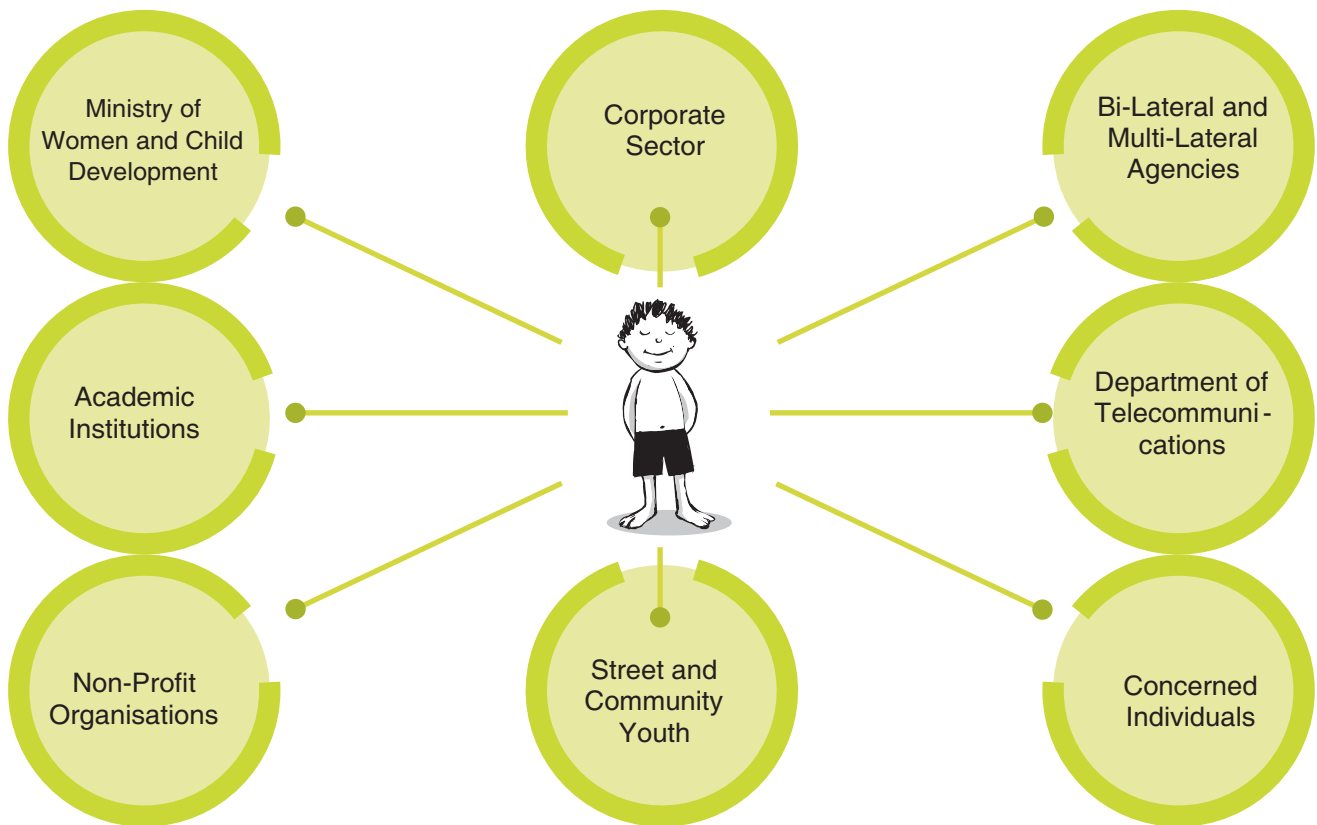 Ministry of
Women and Child
Development
Corporate
Sector
Bi-Lateral and
Multi-Lateral
Agencies
Academic
Institutions
Department of
Telecommuni-
cations
Non-Profit
Organisations
Street and
Community
Youth
Concerned
Individuals